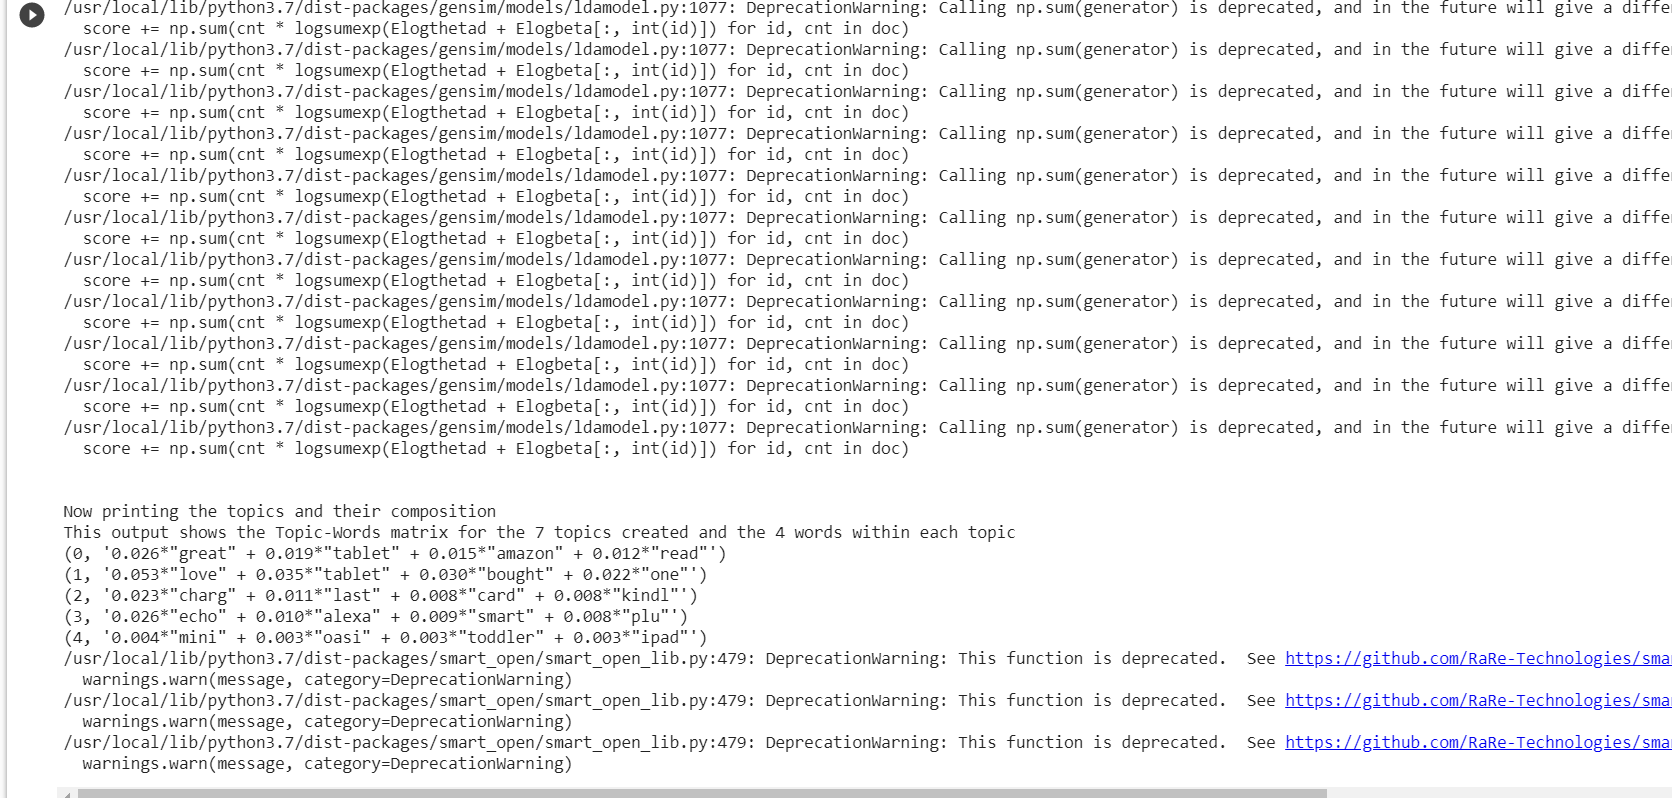 /usr/local/lib/python3.7/dist-packages/gensim/models/ldamodel.py:1077: DeprecationWarning: Calling np.sum(generator) is deprecated, and in the future will give a diffe
  score += np.sum(cnt * logsumexp(Elogthetad + Elogbeta[:, int(id)]) for id, cnt in doc)
/usr/local/lib/python3.7/dist-packages/gensim/models/ldamodel.py:1077: DeprecationWarning: Calling np.sum(generator) is deprecated, and in the future will give a diffe
  score += np.sum(cnt * logsumexp(Elogthetad + Elogbeta[:, int(id)]) for id, cnt in doc)
/usr/local/lib/python3.7/dist-packages/gensim/models/ldamodel.py:1077: DeprecationWarning: Calling np.sum(generator) is deprecated, and in the future will give a diffe
  score += np.sum(cnt * logsumexp(Elogthetad + Elogbeta[:, int(id)]) for id, cnt in doc)
/usr/local/lib/python3.7/dist-packages/gensim/models/ldamodel.py:1077: DeprecationWarning: Calling np.sum(generator) is deprecated, and in the future will give a diffe
  score += np.sum(cnt * logsumexp(Elogthetad + Elogbeta[:, int(id)]) for id, cnt in doc)
/usr/local/lib/python3.7/dist-packages/gensim/models/ldamodel.py:1077: DeprecationWarning: Calling np.sum(generator) is deprecated, and in the future will give a diffe
  score += np.sum(cnt * logsumexp(Elogthetad + Elogbeta[:, int(id)]) for id, cnt in doc)
/usr/local/lib/python3.7/dist-packages/gensim/models/ldamodel.py:1077: DeprecationWarning: Calling np.sum(generator) is deprecated, and in the future will give a diffe
  score += np.sum(cnt * logsumexp(Elogthetad + Elogbeta[:, int(id)]) for id, cnt in doc)
/usr/local/lib/python3.7/dist-packages/gensim/models/ldamodel.py:1077: DeprecationWarning: Calling np.sum(generator) is deprecated, and in the future will give a diffe
  score += np.sum(cnt * logsumexp(Elogthetad + Elogbeta[:, int(id)]) for id, cnt in doc)
/usr/local/lib/python3.7/dist-packages/gensim/models/ldamodel.py:1077: DeprecationWarning: Calling np.sum(generator) is deprecated, and in the future will give a diffe
  score += np.sum(cnt * logsumexp(Elogthetad + Elogbeta[:, int(id)]) for id, cnt in doc)
/usr/local/lib/python3.7/dist-packages/gensim/models/ldamodel.py:1077: DeprecationWarning: Calling np.sum(generator) is deprecated, and in the future will give a diffe
  score += np.sum(cnt * logsumexp(Elogthetad + Elogbeta[:, int(id)]) for id, cnt in doc)
/usr/local/lib/python3.7/dist-packages/gensim/models/ldamodel.py:1077: DeprecationWarning: Calling np.sum(generator) is deprecated, and in the future will give a diffe
  score += np.sum(cnt * logsumexp(Elogthetad + Elogbeta[:, int(id)]) for id, cnt in doc)
/usr/local/lib/python3.7/dist-packages/gensim/models/ldamodel.py:1077: DeprecationWarning: Calling np.sum(generator) is deprecated, and in the future will give a diffe
  score += np.sum(cnt * logsumexp(Elogthetad + Elogbeta[:, int(id)]) for id, cnt in doc)
Now printing the topics and their composition
This output shows the Topic-Words matrix for the 7 topics created and the 4 words within each topic
(0, '0.026*"great" + 0.019*"tablet" + 0.015*"amazon" + 0.012*"read"')
(1, '0.053*"love" + 0.035*"tablet" + 0.030*"bought" + 0.022*"one"')
(2, '0.023*"charg" + 0.011*"last" + 0.008*"card" + 0.008*"kindl"')
(3, '0.026*"echo" + 0.010*"alexa" + 0.009*"smart" + 0.008*"plu"')
(4, '0.004*"mini" + 0.003*"oasi" + 0.003*"toddler" + 0.003*"ipad"')
/usr/local/lib/python3.7/dist-packages/smart_open/smart_open_lib.py:479: DeprecationWarning: This function is deprecated.  See https://github.com/RaRe-Technologies/sma
  warnings.warn(message, category=DeprecationWarning)
/usr/local/lib/python3.7/dist-packages/smart_open/smart_open_lib.py:479: DeprecationWarning: This function is deprecated.  See https://github.com/RaRe-Technologies/sma
  warnings.warn(message, category=DeprecationWarning)
/usr/local/lib/python3.7/dist-packages/smart_open/smart_open_lib.py:479: DeprecationWarning: This function is deprecated.  See https://github.com/RaRe-Technologies/sma
  warnings.warn(message, category=DeprecationWarning)